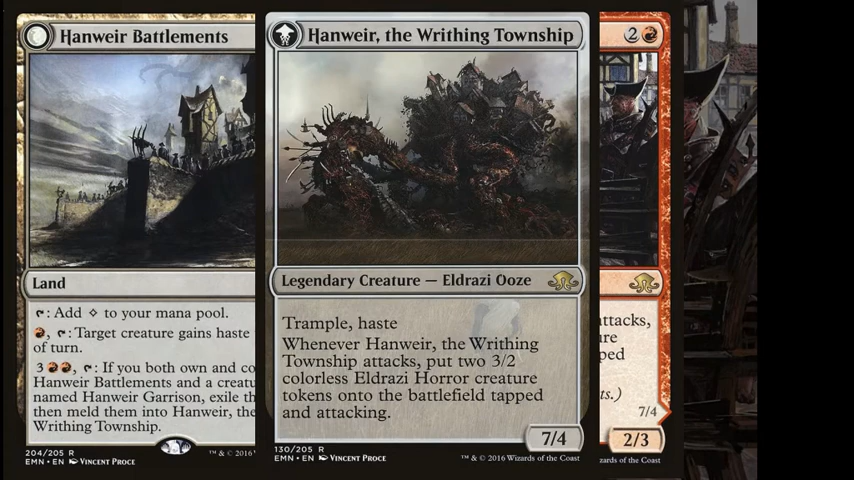 Hanweir Battlements
Land
: Add to your mana pool.
, : Target creature gains haste
of turn.
3 , : If you both own and co
Hanweir Battlements and a creatu
named Hanweir Garrison, exile th
then meld them into Hanweir, the
Writhing Township.
204/205 R
EMN • EN VINCENT PROCE
™ & © 2016
Hanweir, the Writhing Township
Legendary Creature — Eldrazi Ooze
Trample, haste
Whenever Hanweir, the Writhing
Township attacks, put two 3/2
colorless Eldrazi Horror creature
tokens onto the battlefield tapped
and attacking.
7/4
130/205 R
EMN • EN VINCENT PROCE
™ & © 2016 Wizards of the Coast
2
attacks,
ure
ped
ts.)
7/4
2/3
zards of the Coast